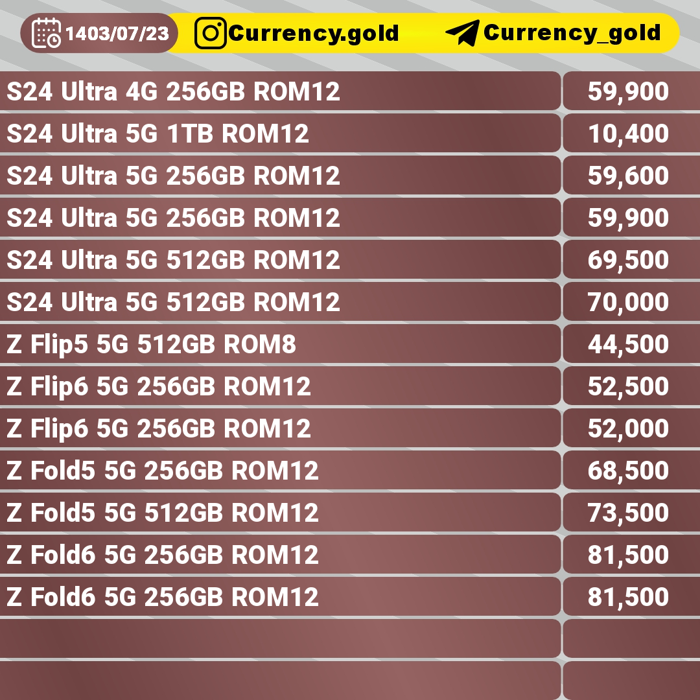 1403/07/23 Currency.gold Currency_gold
S24 Ultra 4G 256GB ROM12 59,900
S24 Ultra 5G 1TB ROM12 10,400
S24 Ultra 5G 256GB ROM12 59,600
S24 Ultra 5G 256GB ROM12 59,900
S24 Ultra 5G 512GB ROM12 69,500
S24 Ultra 5G 512GB ROM12 70,000
Z Flip5 5G 512GB ROM8 44,500
Z Flip6 5G 256GB ROM12 52,500
Z Flip6 5G 256GB ROM12 52,000
Z Fold5 5G 256GB ROM12 68,500
Z Fold5 5G 512GB ROM12 73,500
Z Fold6 5G 256GB ROM12 81,500
Z Fold6 5G 256GB ROM12 81,500